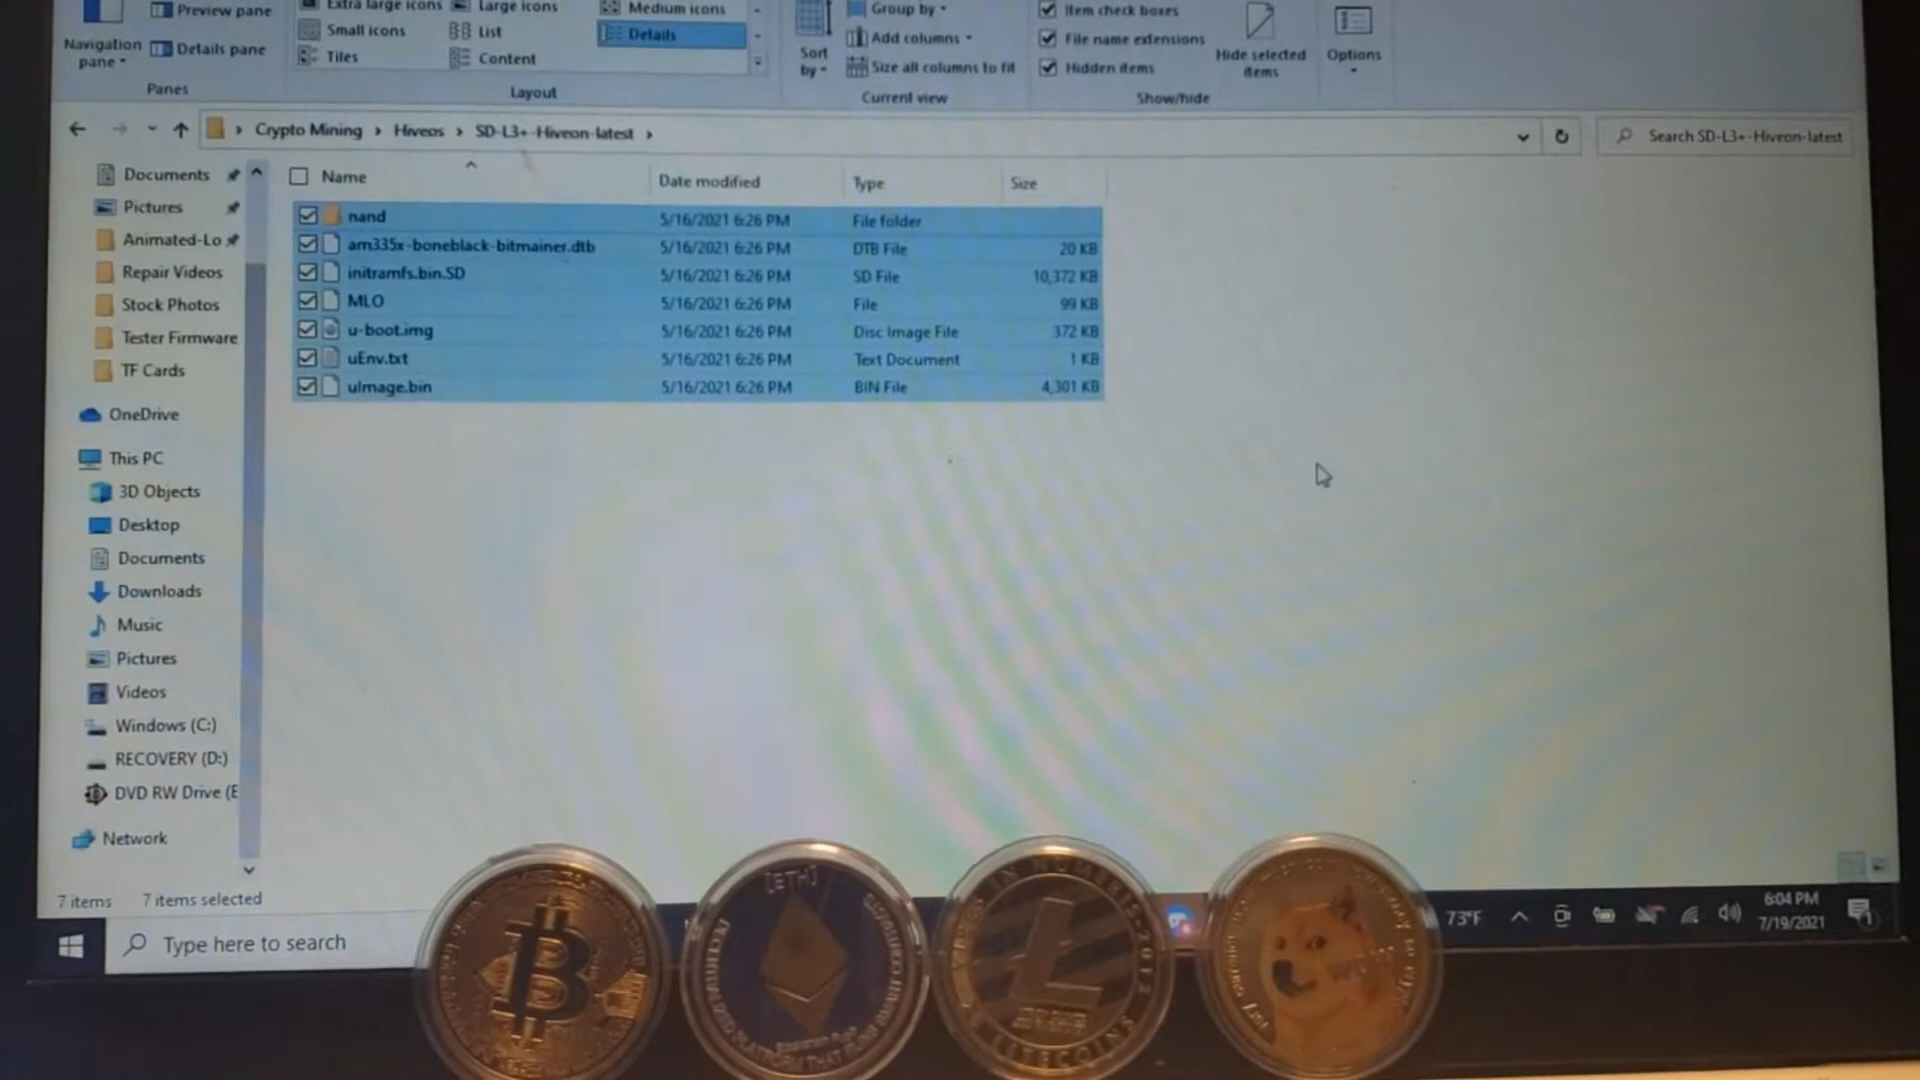 Preview pane
Navigation pane
Details pane
Panes
Extra large icons
Large icons
Medium icons
Small icons
List
Details
Tiles
Content
Layout
Sort by
Group by
Add columns
Size all columns to fit
Current view
Item check boxes
File name extensions
Hidden items
Hide selected items
Show/hide
Options
Crypto Mining > Hiveos > SD-L3+-Hiveon-latest >
Search SD-L3+-Hiveon-latest
Name Date modified Type Size
nand 5/16/2021 6:26 PM File folder
am335x-boneblack-bitmainer.dtb 5/16/2021 6:26 PM DTB File 20 KB
initramfs.bin.SD 5/16/2021 6:26 PM SD File 10,372 KB
MLO 5/16/2021 6:26 PM File 99 KB
u-boot.img 5/16/2021 6:26 PM Disc Image File 372 KB
uEnv.txt 5/16/2021 6:26 PM Text Document 1 KB
uImage.bin 5/16/2021 6:26 PM BIN File 4,301 KB
Documents
Pictures
Animated-Lo
Repair Videos
Stock Photos
Tester Firmware
TF Cards
OneDrive
This PC
3D Objects
Desktop
Documents
Downloads
Music
Pictures
Videos
Windows (C:)
RECOVERY (D:)
DVD RW Drive (E
Network
7 items 7 items selected
Type here to search
73°F
6:04 PM
7/19/2021
1
B
[ETH]
LITECOINS
WOW